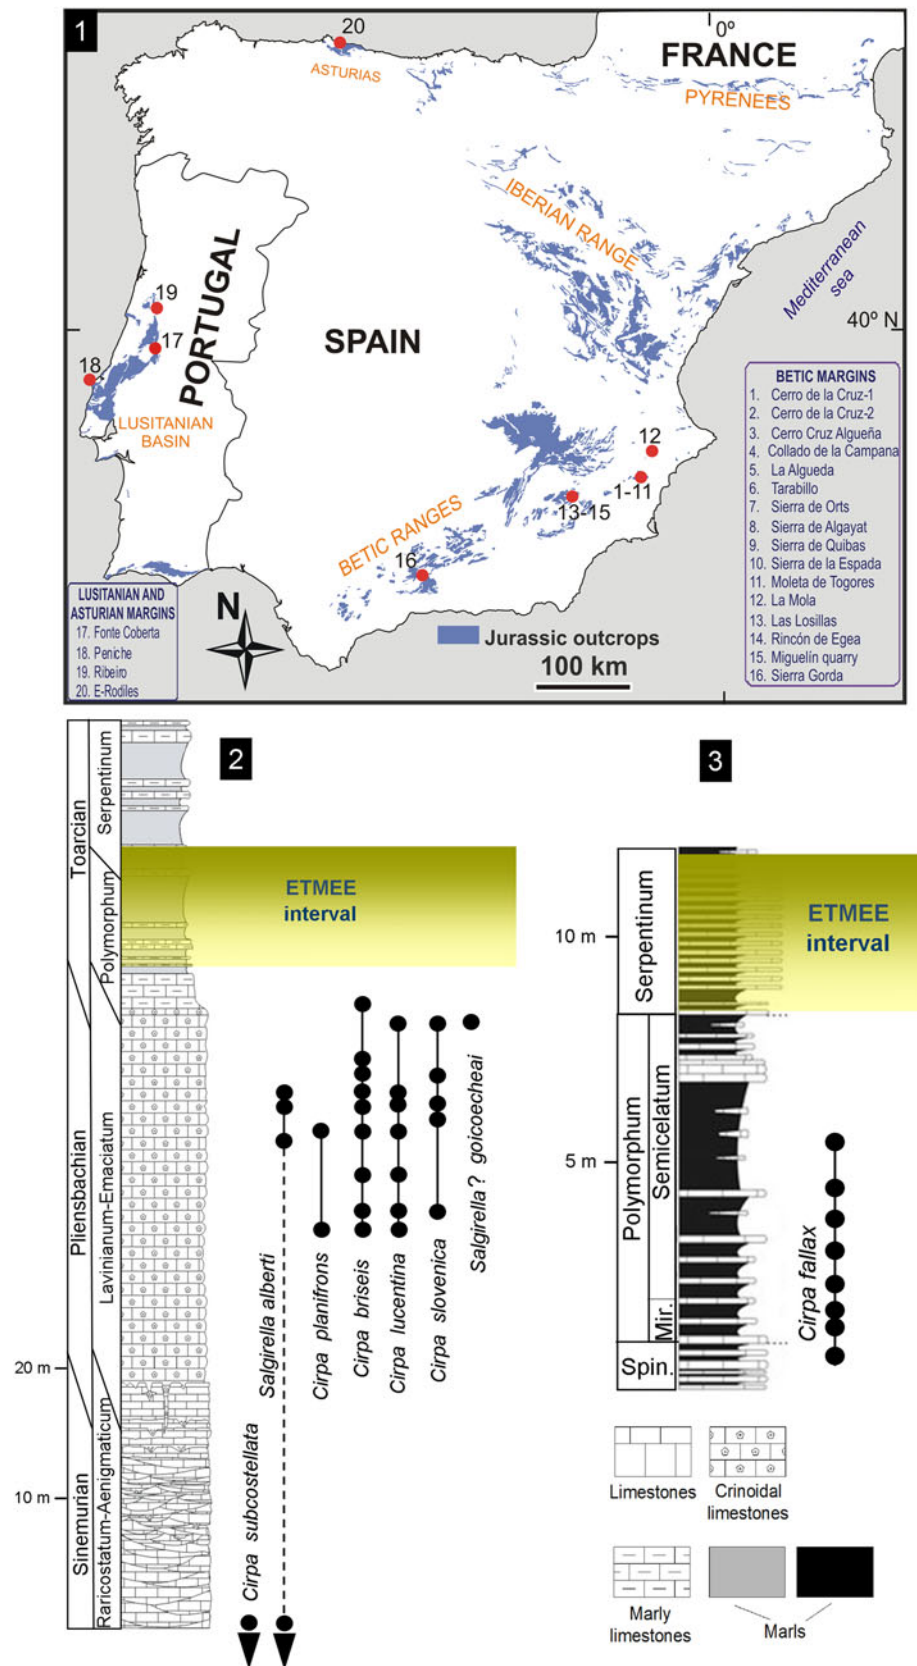 1
20
0º
FRANCE
ASTURIAS
PYRENEES
IBERIAN RANGE
Mediterranean
sea
PORTUGAL
19
SPAIN
40º N
17
18
LUSITANIAN
BASIN
12
1-11
13-15
BETIC RANGES
16
BETIC MARGINS
1. Cerro de la Cruz-1
2. Cerro de la Cruz-2
3. Cerro Cruz Algueña
4. Collado de la Campana
5. La Algueda
6. Tarabillo
7. Sierra de Orts
8. Sierra de Algayat
9. Sierra de Quibas
10. Sierra de la Espada
11. Moleta de Togores
12. La Mola
13. Las Losillas
14. Rincón de Egea
15. Miguelín quarry
16. Sierra Gorda
LUSITANIAN AND
ASTURIAN MARGINS
17. Fonte Coberta
18. Peniche
19. Ribeiro
20. E-Rodiles
N
Jurassic outcrops
100 km
2
Toarcian
Serpentinum
Polymorphum
ETMEE
interval
Pliensbachian
Lavinianum-Emaciatum
Sinemurian
Raricostatum-Aenigmaticum
20 m
10 m
Cirpa subcostellata
Salgirella alberti
Cirpa planifrons
Cirpa briseis
Cirpa lucentina
Cirpa slovenica
Salgirella? goicoecheai
3
Serpentinum
ETMEE
interval
10 m
Polymorphum
Semicelatum
5 m
Mir.
Spin.
Cirpa fallax
Limestones
Crinoidal
limestones
Marly
limestones
Marls